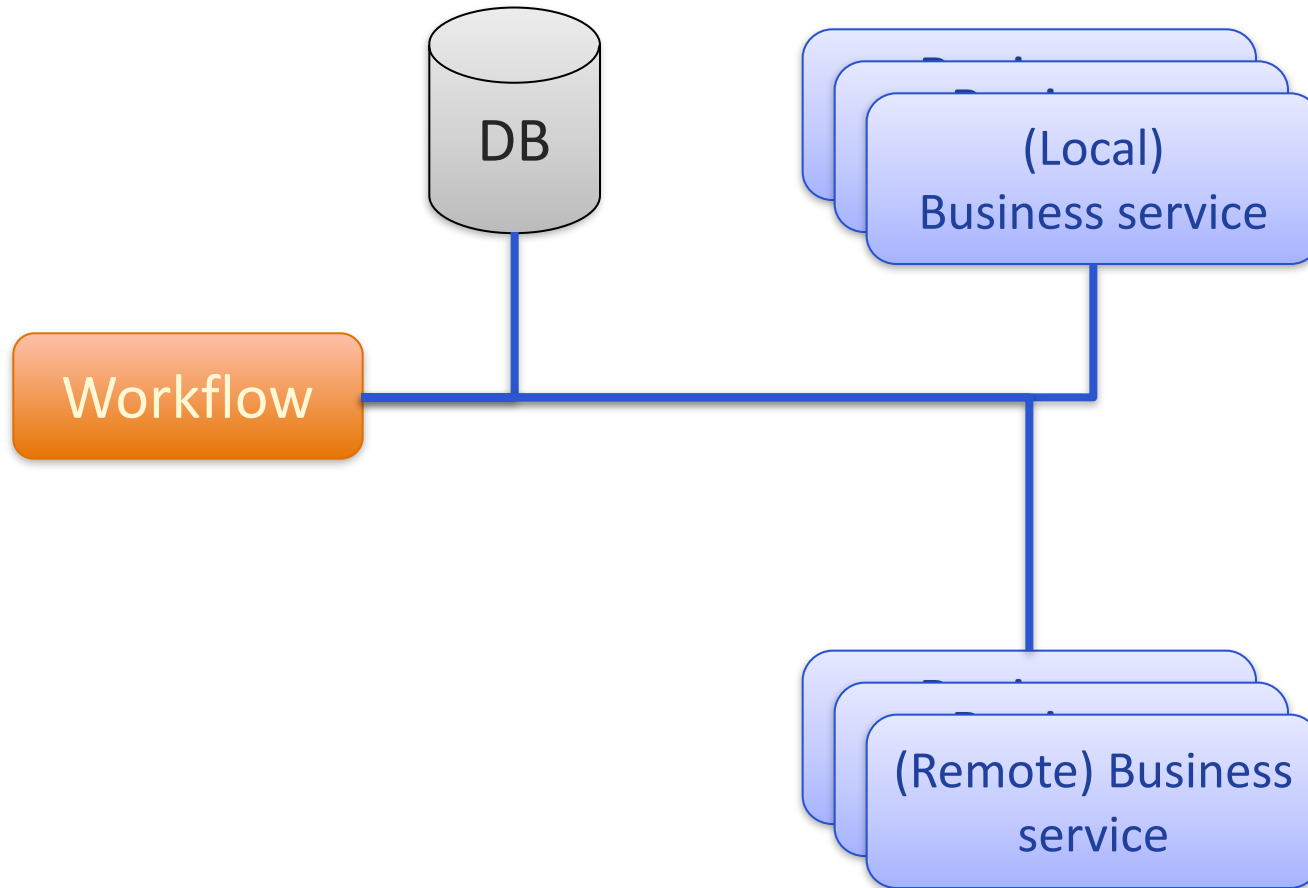 DB
(Local)
Business service
Workflow
(Remote) Business
service